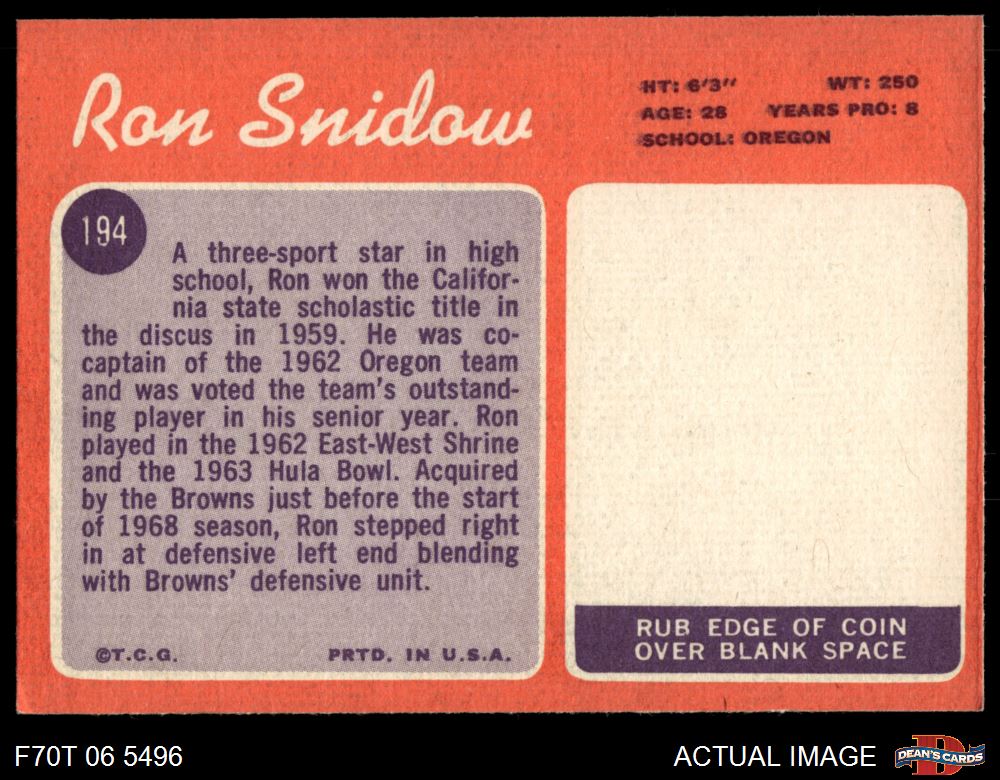 Ron Snidow
HT: 6'3" WT: 250
AGE: 28 YEARS PRO: 8
SCHOOL: OREGON
194
A three-sport star in high
school, Ron won the Califor-
nia state scholastic title in
the discus in 1959. He was co-
captain of the 1962 Oregon team
and was voted the team's outstand-
ing player in his senior year. Ron
played in the 1962 East-West Shrine
and the 1963 Hula Bowl. Acquired
by the Browns just before the start
of 1968 season, Ron stepped right
in at defensive left end blending
with Browns' defensive unit.
©T.C.G. PRTD. IN U.S.A.
RUB EDGE OF COIN
OVER BLANK SPACE
F70T 06 5496
ACTUAL IMAGE
D
DEAN'S CARDS